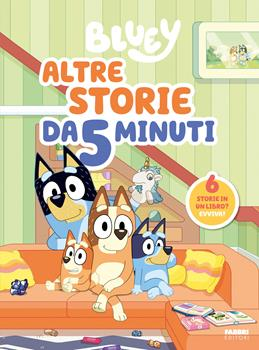 BLUEY
ALTRE
STORIE
DA 5 MINUTI
6
STORIE IN
UN LIBRO?
EVVIVA!
FABBRI
EDITORI